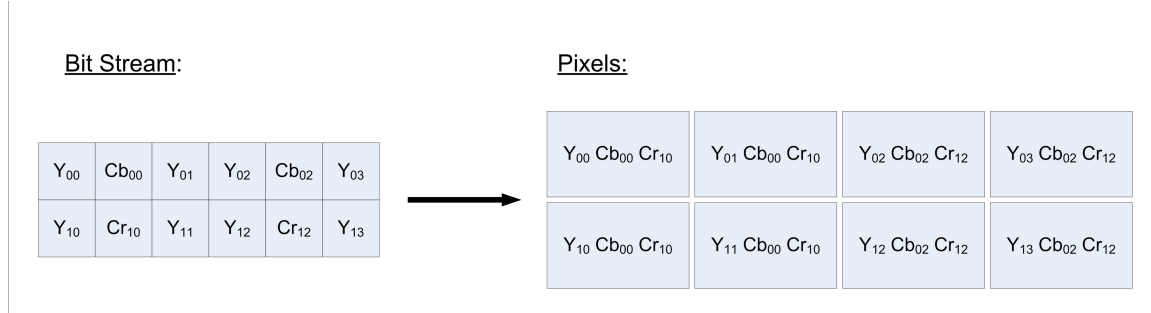 Bit Stream:
Pixels:
Y₀₀ Cb₀₀ Y₀₁ Y₀₂ Cb₀₂ Y₀₃
Y₁₀ Cr₁₀ Y₁₁ Y₁₂ Cr₁₂ Y₁₃
Y₀₀ Cb₀₀ Cr₁₀ Y₀₁ Cb₀₀ Cr₁₀ Y₀₂ Cb₀₂ Cr₁₂ Y₀₃ Cb₀₂ Cr₁₂
Y₁₀ Cb₀₀ Cr₁₀ Y₁₁ Cb₀₀ Cr₁₀ Y₁₂ Cb₀₂ Cr₁₂ Y₁₃ Cb₀₂ Cr₁₂